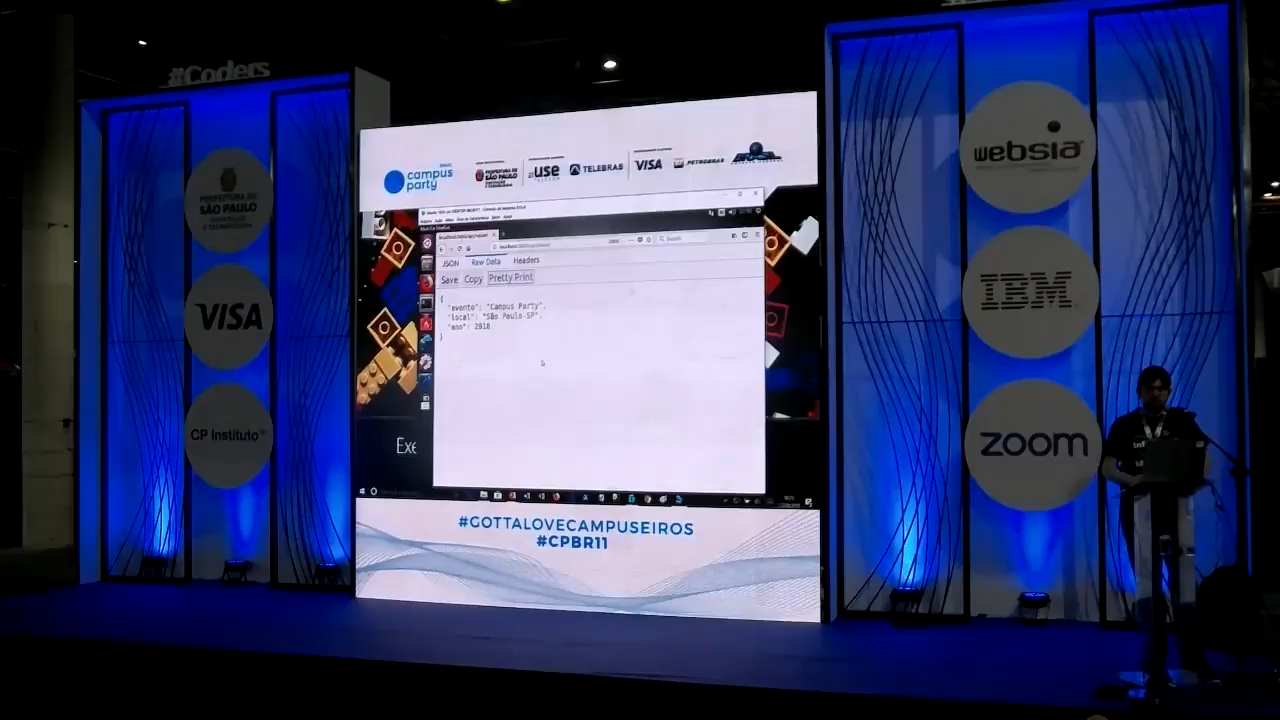 #Coders
PREFEITURA DE
SÃO PAULO
VISA
CP Instituto
campus
party
PREFEITURA DE
SÃO PAULO
use
TELEBRAS
VISA
PETROBRAS
JSON
Raw Data
Headers
Save
Copy
Pretty Print
{
"evento": "Campus Party",
"local": "São Paulo-SP",
"ano": 2018
}
Exe
#GOTTALOVECAMPUSEIROS
#CPBR11
websia
IBM
zoom